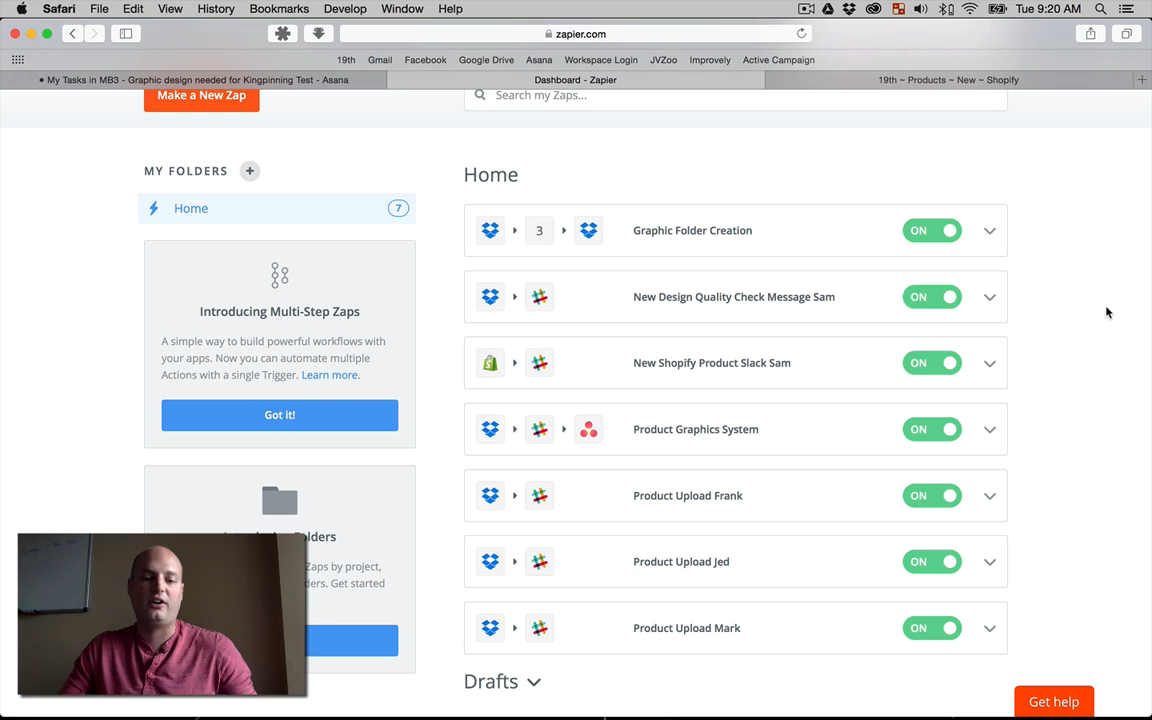 Safari File Edit View History Bookmarks Develop Window Help Tue 9:20 AM
zapier.com
19th Gmail Facebook Google Drive Asana Workspace Login JVZoo Improvely Active Campaign
• My Tasks in MB3 - Graphic design needed for Kingpinning Test - Asana Dashboard - Zapier 19th ~ Products ~ New ~ Shopify
Make a New Zap
Search my Zaps...
MY FOLDERS
Home 7
Introducing Multi-Step Zaps
A simple way to build powerful workflows with
your apps. Now you can automate multiple
Actions with a single Trigger. Learn more.
Got it!
Folders
Zaps by project,
Get started
Home
3 Graphic Folder Creation ON
New Design Quality Check Message Sam ON
New Shopify Product Slack Sam ON
Product Graphics System ON
Product Upload Frank ON
Product Upload Jed ON
Product Upload Mark ON
Drafts
Get help